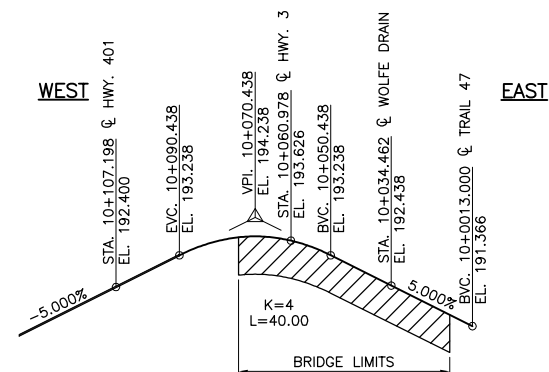 WEST
EAST
STA. 10+107.198 ℄ HWY. 401
EL. 192.400
EVC. 10+090.438
EL. 193.238
VPI. 10+070.438
EL. 194.238
STA. 10+060.978 ℄ HWY. 3
EL. 193.626
BVC. 10+050.438
EL. 193.238
STA. 10+034.462 ℄ WOLFE DRAIN
EL. 192.438
BVC. 10+0013.000 ℄ TRAIL 47
EL. 191.366
-5.000%
5.000%
K=4
L=40.00
BRIDGE LIMITS